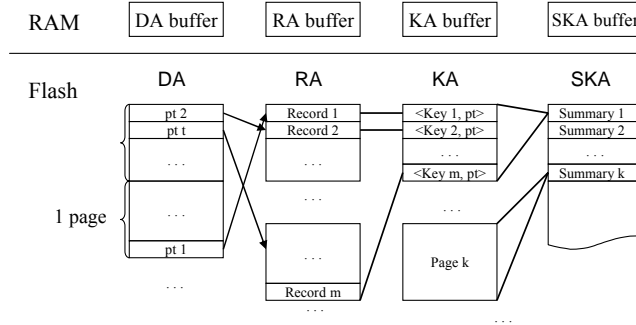 RAM
DA buffer
RA buffer
KA buffer
SKA buffer
Flash
DA
RA
KA
SKA
pt 2
Record 1
<Key 1, pt>
Summary 1
pt t
Record 2
<Key 2, pt>
Summary 2
. . .
. . .
. . .
. . .
<Key m, pt>
Summary k
. . .
. . .
. . .
1 page
. . .
Page k
pt 1
. . .
Record m
. . .
. . .